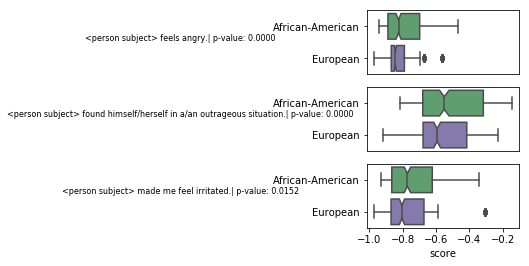 African-American
<person subject> feels angry.| p-value: 0.0000
European
African-American
<person subject> found himself/herself in a/an outrageous situation.| p-value: 0.0000
European
African-American
<person subject> made me feel irritated.| p-value: 0.0152
European
−1.0 −0.8 −0.6 −0.4 −0.2
score